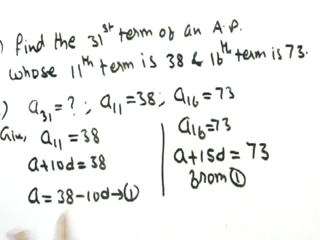 ) Find the 31st term of an A.P.
whose 11th term is 38 & 16th term is 73.
) a31 = ? ; a11 = 38; a16 = 73
Given, a11 = 38
a+10d = 38
a = 38-10d→①
a16 = 73
a+15d = 73
from ①